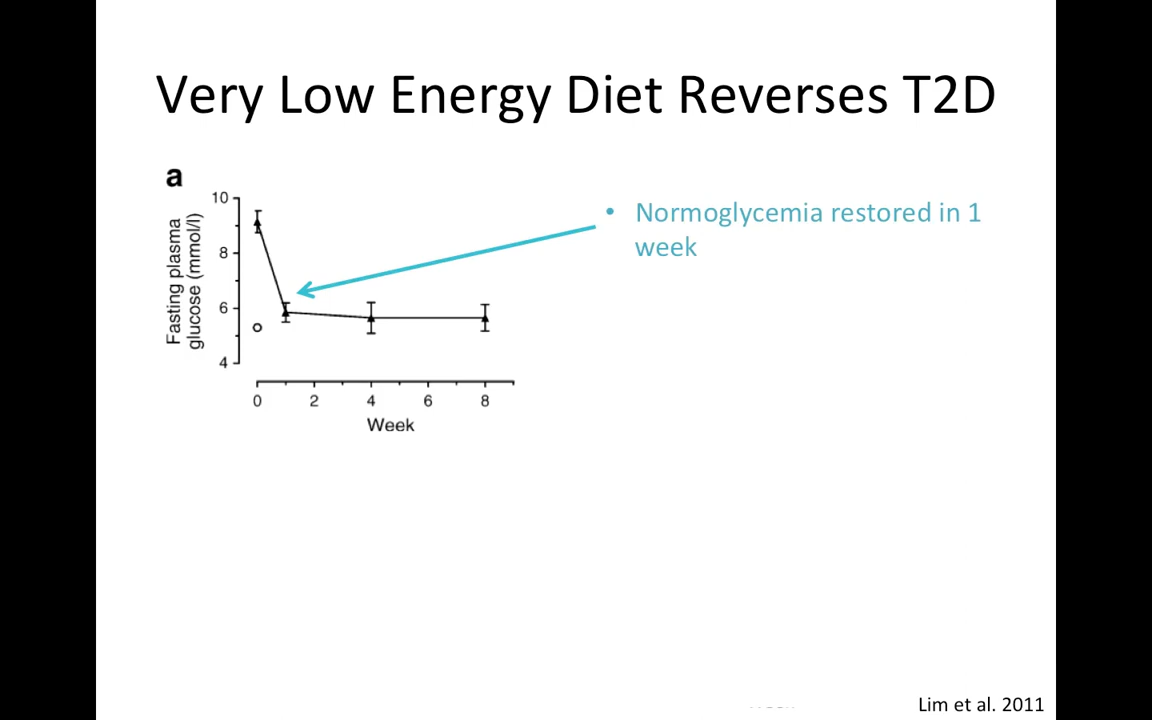 Very Low Energy Diet Reverses T2D
a
Fasting plasma
glucose (mmol/l)
10
8
6
4
0 2 4 6 8
Week
• Normoglycemia restored in 1
week
Lim et al. 2011